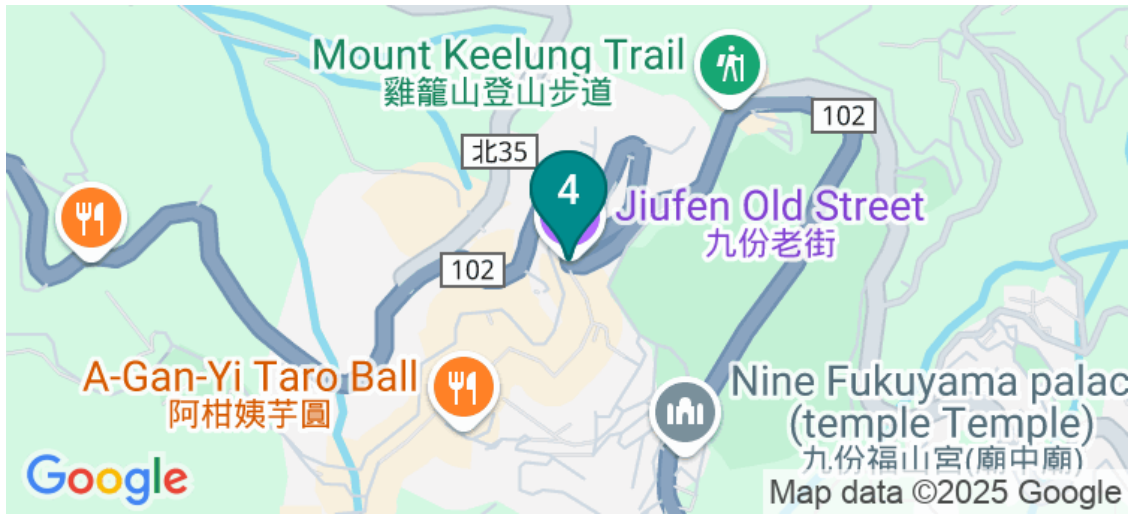 Mount Keelung Trail
雞籠山登山步道
102
北35
4
Jiufen Old Street
九份老街
102
A-Gan-Yi Taro Ball
阿柑姨芋圓
Nine Fukuyama palac
(temple Temple)
九份福山宮(廟中廟)
Google
Map data ©2025 Google